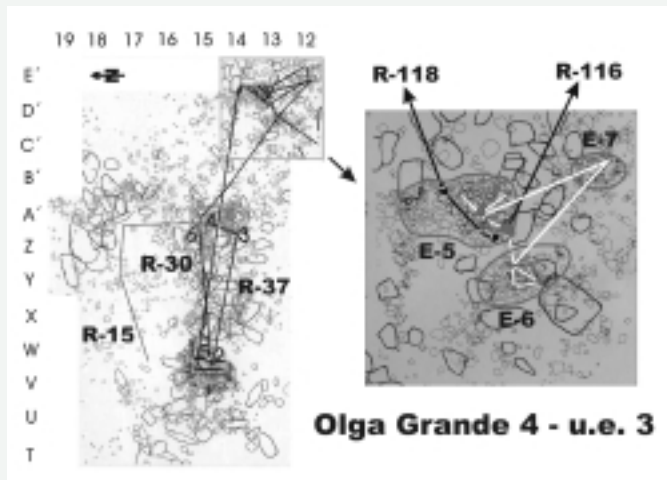 19 18 17 16 15 14 13 12
N
E´
D´
C´
B´
A´
Z
Y
X
W
V
U
T
R-30
R-37
R-15
R-118
R-116
E-7
E-5
E-6
Olga Grande 4 - u.e. 3